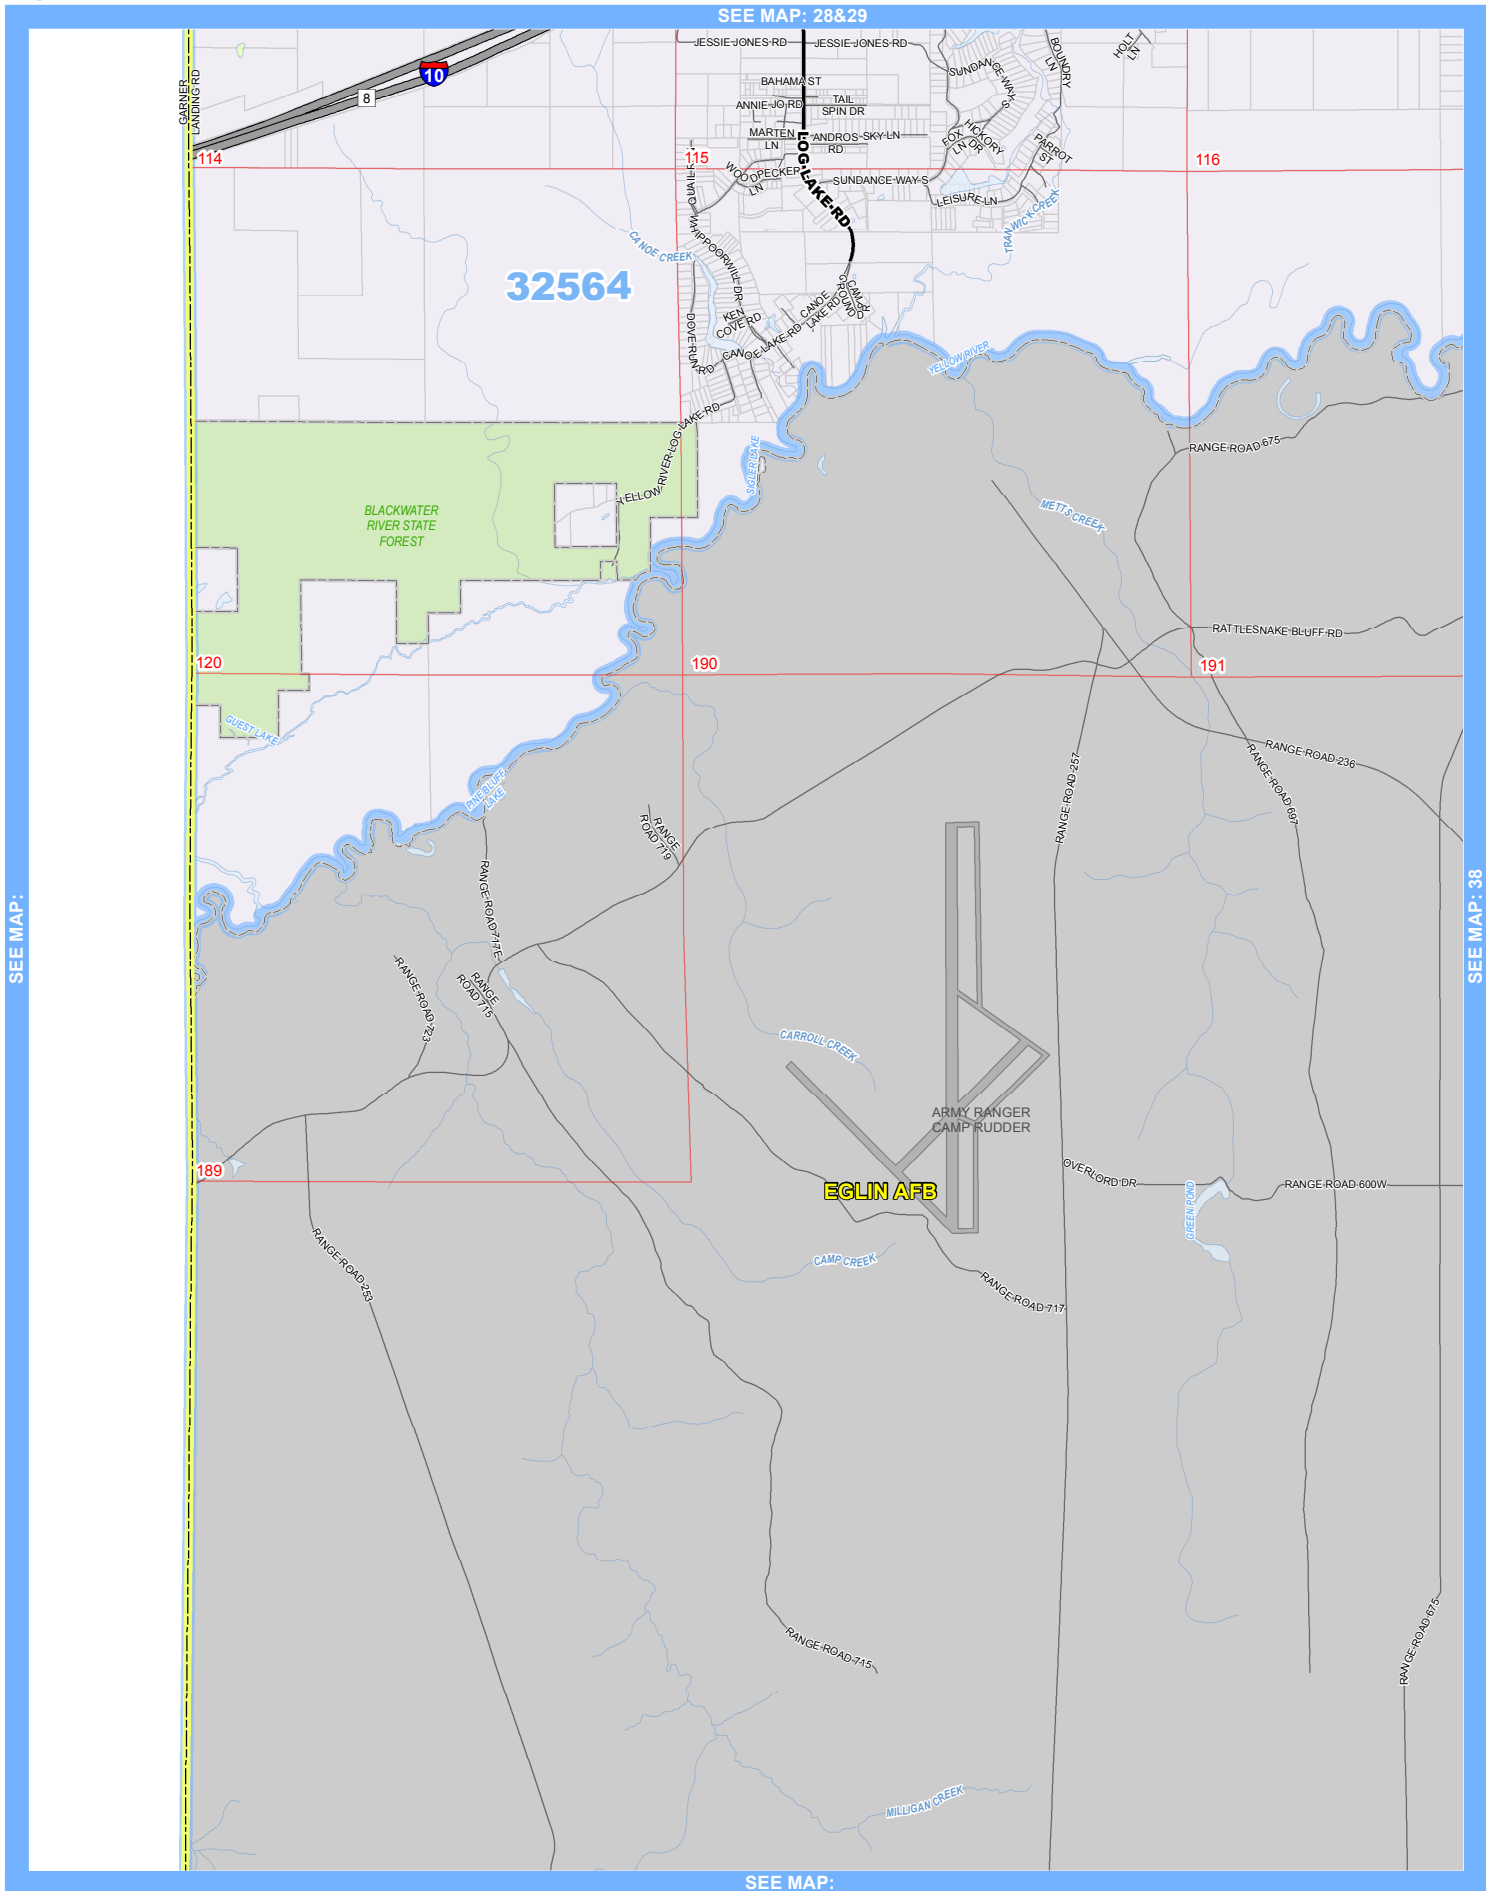 SEE MAP: 28&29
GARNER
LANDING RD
10
8
JESSIE JONES RD
JESSIE JONES RD
HOLT
LN
BOUNDRY
LN
SUNDANCE WAY S
BAHAMA ST
ANNIE JO RD
TAIL
SPIN DR
MARTEN
LN
ANDROS SKY LN
RD
FOX
LN
HICKORY
DR
PARROT
ST
LOG LAKE RD
114
115
116
WOODPECKER
LN
SUNDANCE WAY S
LEISURE LN
TRAN WICK CREEK
CANOE CREEK
WHIPPOORWILL DR
32564
CAMP
GROUND
RD
CANOE
LAKE RD
KEN
COVE RD
DOVE RUN
RD
CANOE LAKE RD
YELLOW RIVER
YELLOW RIVER LOG LAKE RD
SIGLER LAKE
RANGE ROAD 675
METTS CREEK
BLACKWATER
RIVER STATE
FOREST
RATTLESNAKE BLUFF RD
120
190
191
GUEST LAKE
RANGE ROAD 236
RANGE ROAD 257
RANGE ROAD 697
PINE BLUFF
LAKE
RANGE
ROAD 719
RANGE ROAD 717E
SEE MAP:
SEE MAP: 38
RANGE ROAD 723
RANGE
ROAD 715
CARROLL CREEK
ARMY RANGER
CAMP RUDDER
189
OVERLORD DR
RANGE ROAD 600W
EGLIN AFB
GREEN POND
RANGE ROAD 253
CAMP CREEK
RANGE ROAD 717
RANGE ROAD 715
RANGE ROAD 675
MILLIGAN CREEK
SEE MAP: